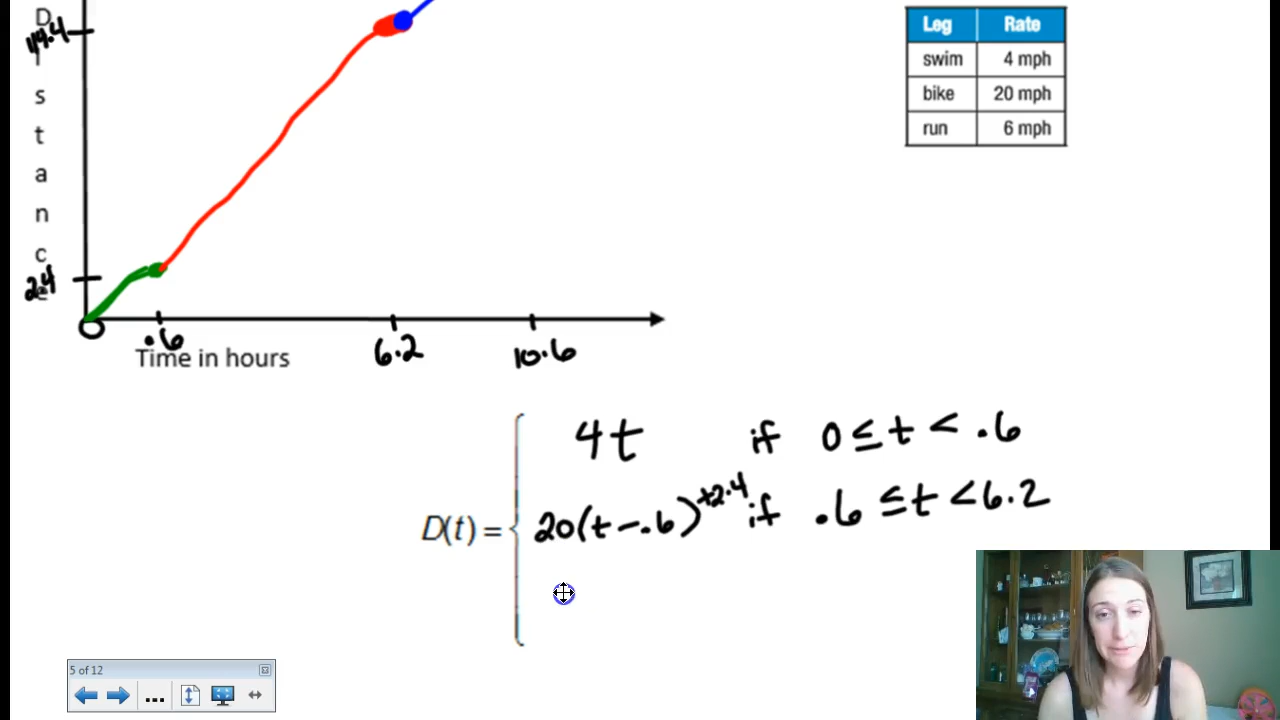 D
i
s
t
a
n
c
e
114.4
2.4
0
.6
6.2
10.6
Time in hours
Leg Rate
swim 4 mph
bike 20 mph
run 6 mph
D(t) =
4t if 0 ≤ t < .6
20(t-.6)+2.4 if .6 ≤ t < 6.2
5 of 12
...